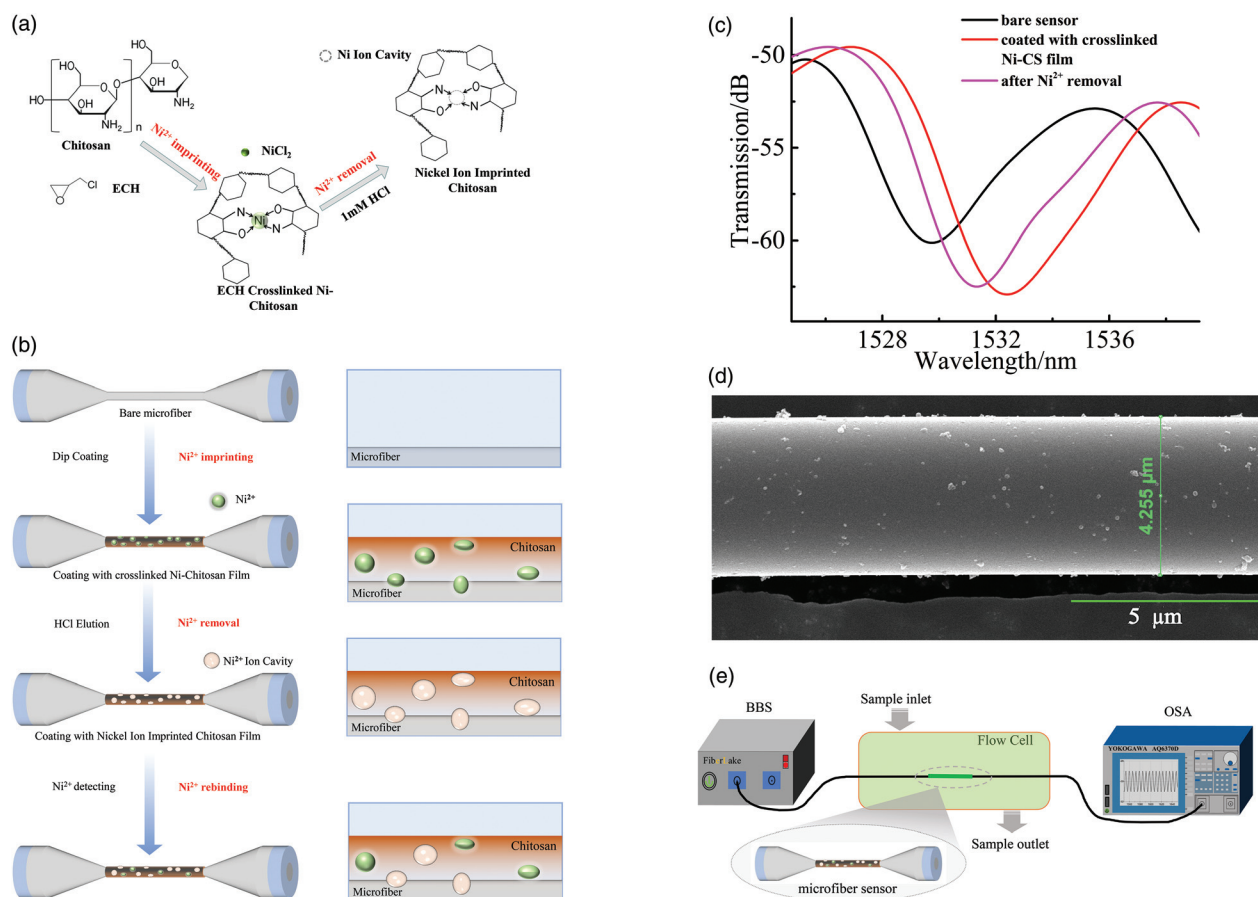 (a)
HO
OH
HO
O
NH₂
n
HO
OH
O
OH
NH₂
Chitosan
Cl
O
ECH
Ni²⁺
imprinting
NiCl₂
N
O
Ni
O
N
ECH Crosslinked Ni-
Chitosan
Ni²⁺ removal
1mM HCl
Ni Ion Cavity
N
O
O
N
Nickel Ion Imprinted
Chitosan
(b)
Bare microfiber
Dip Coating
Ni²⁺ imprinting
Ni²⁺
Coating with crosslinked Ni-Chitosan Film
HCl Elution
Ni²⁺ removal
Ni²⁺ Ion Cavity
Coating with Nickel Ion Imprinted Chitosan Film
Ni²⁺ detecting
Ni²⁺ rebinding
Microfiber
Chitosan
Microfiber
Chitosan
Microfiber
Chitosan
Microfiber
(c)
bare sensor
coated with crosslinked
Ni-CS film
after Ni²⁺ removal
Transmission/dB
-50
-55
-60
1528
1532
1536
Wavelength/nm
(d)
4.255 µm
5 µm
(e)
BBS
Sample inlet
Flow Cell
OSA
YOKOGAWA AQ6370D
Sample outlet
microfiber sensor